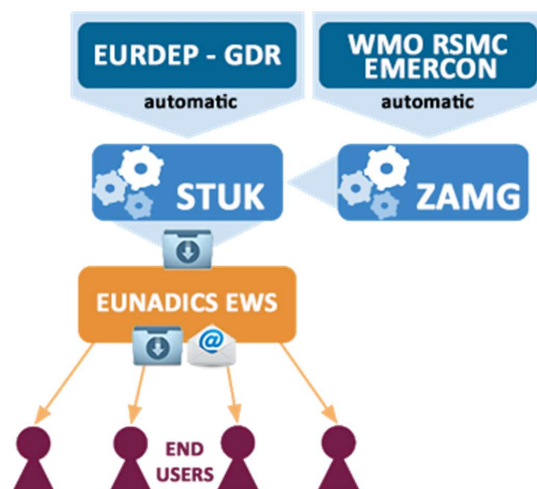 EURDEP - GDR
WMO RSMC
EMERCON
automatic
automatic
STUK
ZAMG
EUNADICS EWS
@
END
USERS